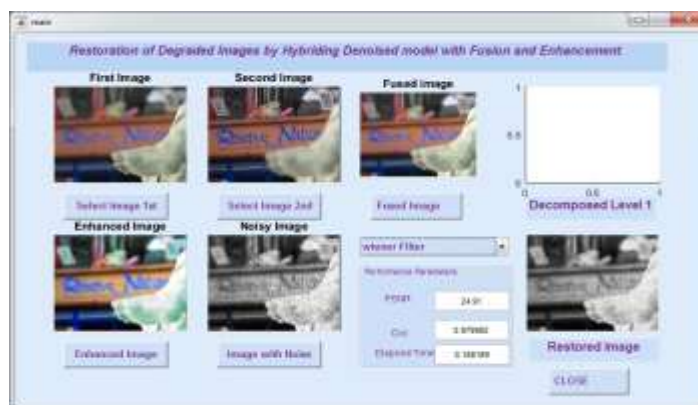 main
Restoration of Degraded Images by Hybriding Denoised model with Fusion and Enhancement
First Image
Second Image
Fused Image
1
0.5
0
0
0.5
1
Select Image 1st
Select Image 2nd
Fused Image
Decomposed Level 1
Enhanced Image
Noisy Image
wiener Filter
Performance Parameters
PSNR
24.91
Elapsed Time
Enhanced Image
Image with Noise
Restored Image
CLOSE